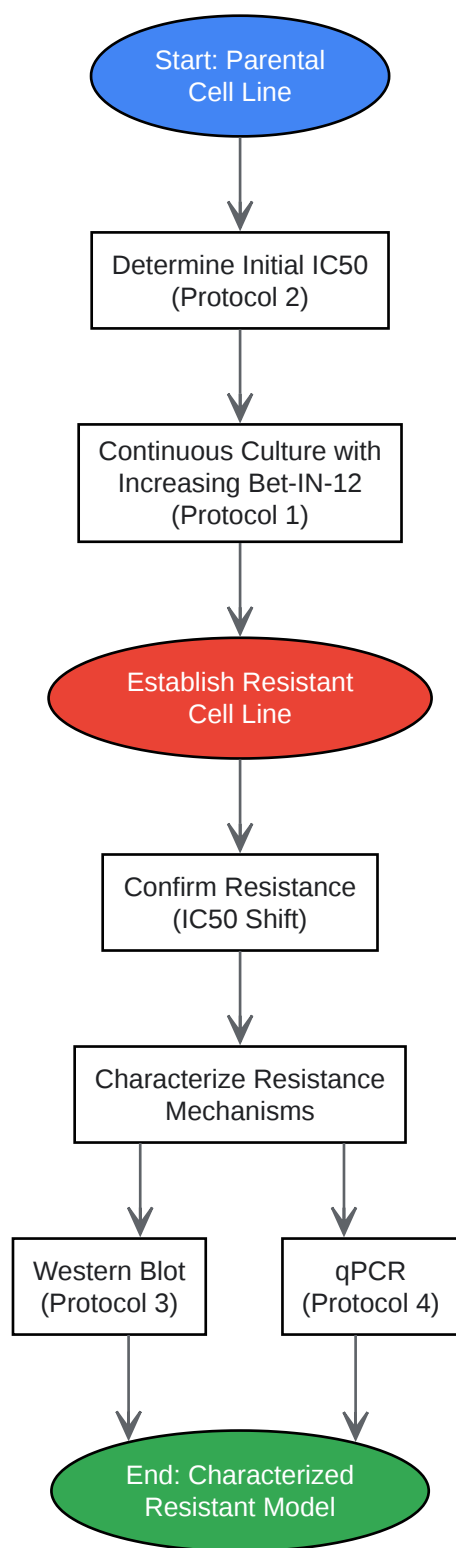 Start: Parental
Cell Line
Determine Initial IC50
(Protocol 2)
Continuous Culture with
Increasing Bet-IN-12
(Protocol 1)
Establish Resistant
Cell Line
Confirm Resistance
(IC50 Shift)
Characterize Resistance
Mechanisms
Western Blot
(Protocol 3)
qPCR
(Protocol 4)
End: Characterized
Resistant Model